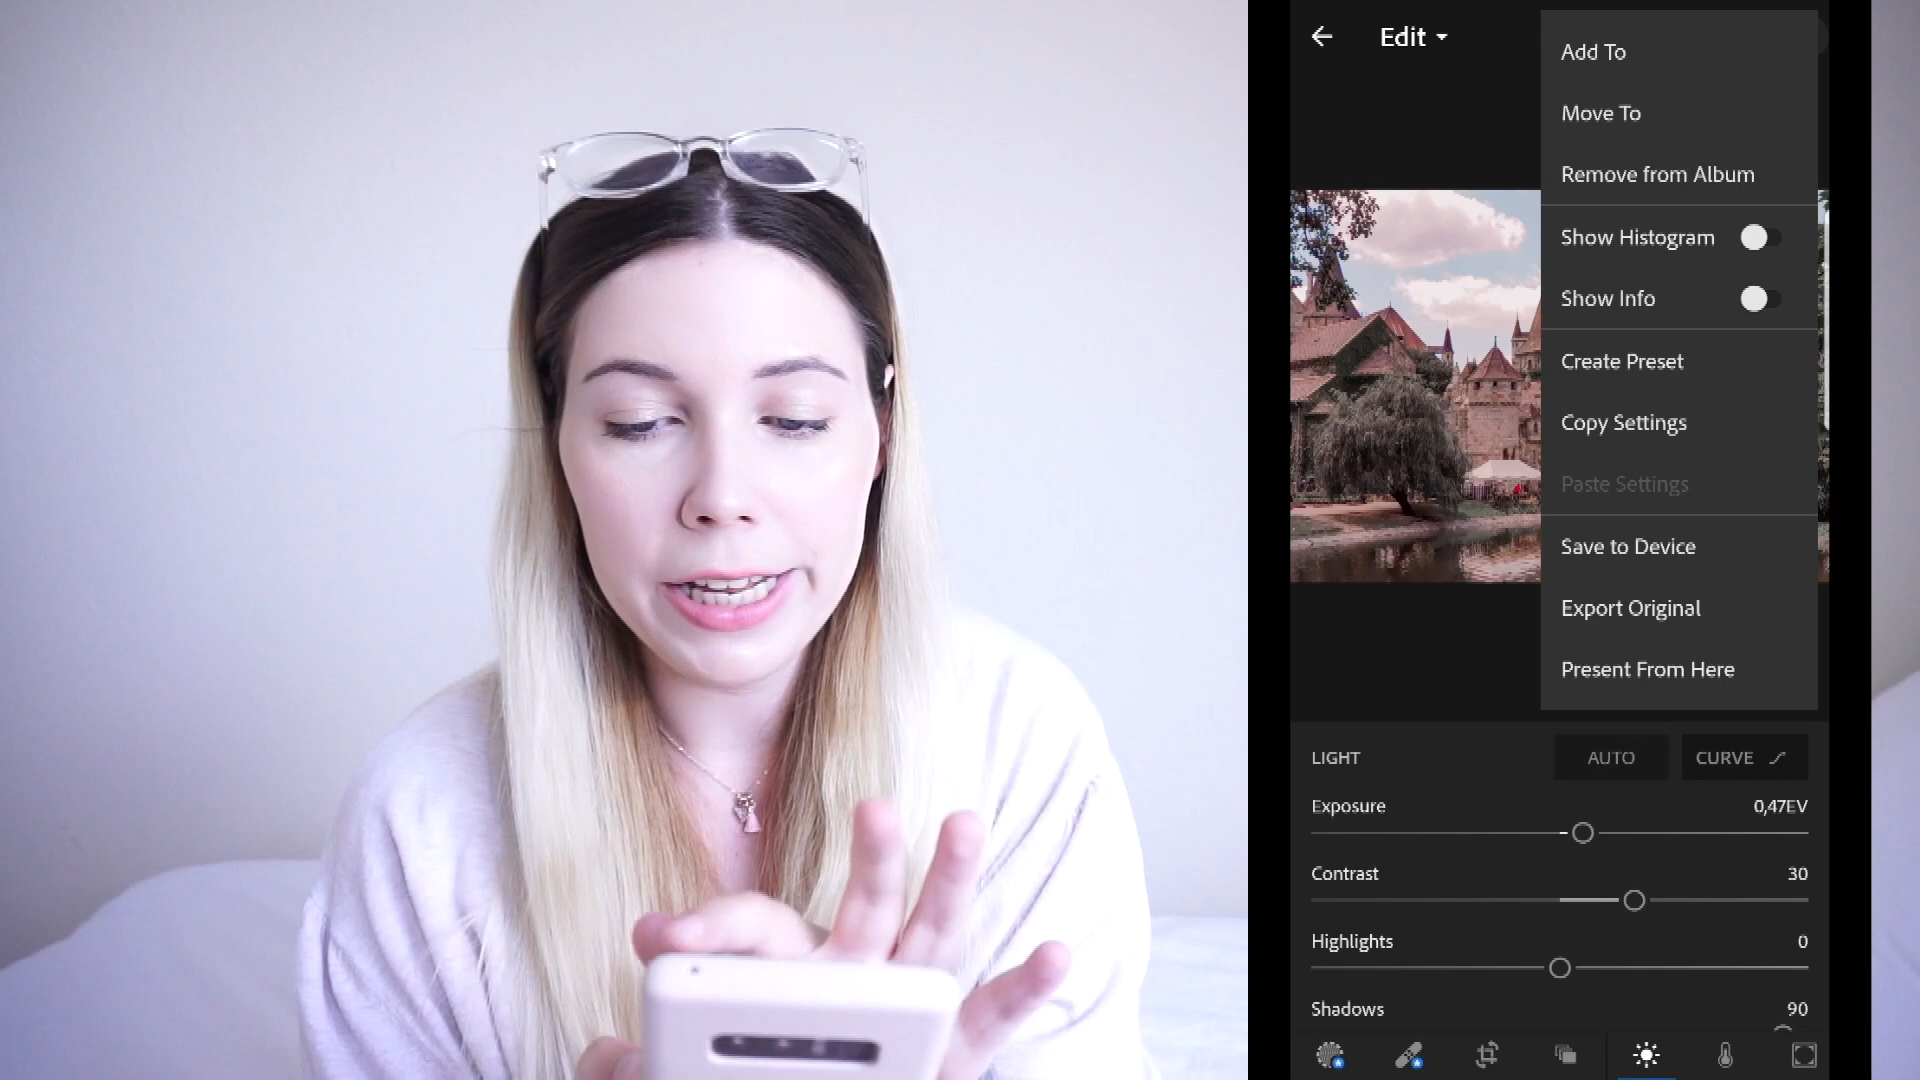 Edit
Add To
Move To
Remove from Album
Show Histogram
Show Info
Create Preset
Copy Settings
Paste Settings
Save to Device
Export Original
Present From Here
LIGHT
AUTO
CURVE
Exposure
0,47EV
Contrast
30
Highlights
0
Shadows
90